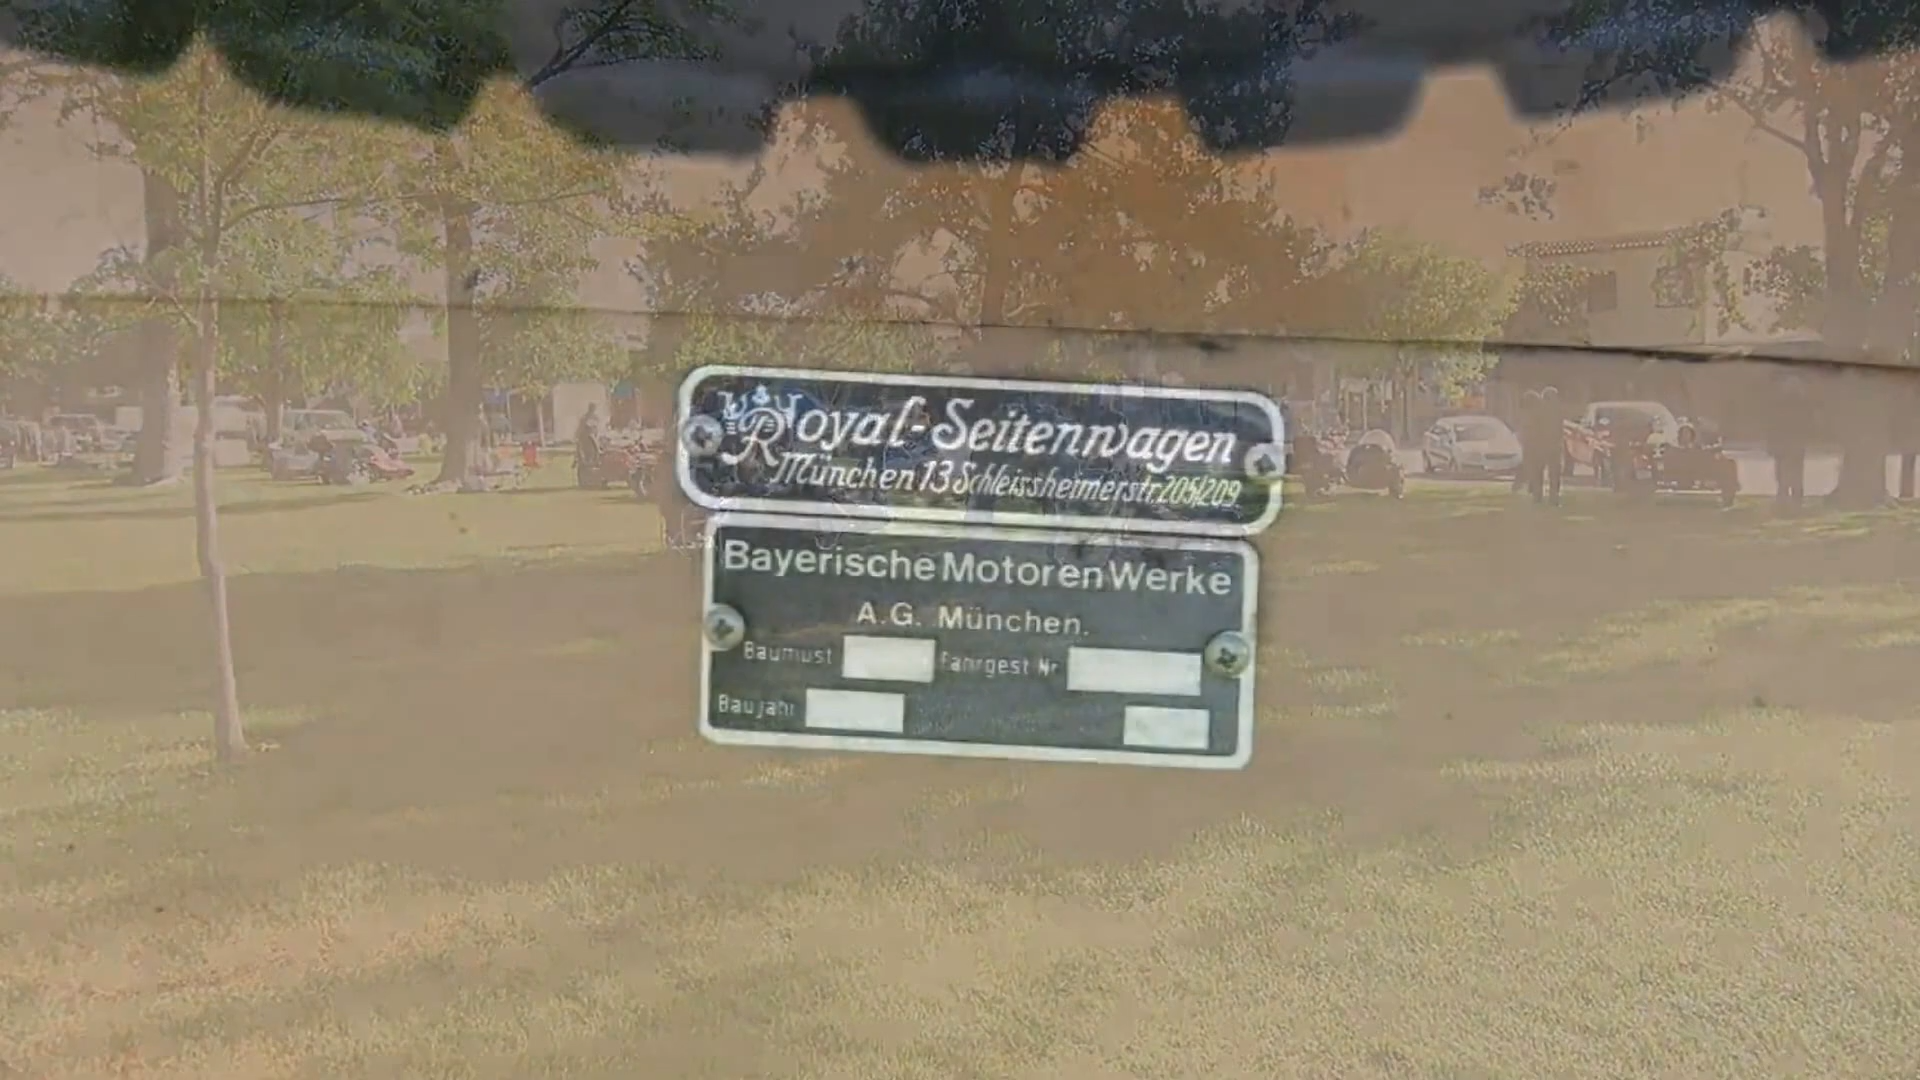 Royal-Seitenwagen
München 13 Schleissheimerstr. 205/209
Bayerische Motoren Werke
A.G. München.
Baumust Fahrgest Nr
Baujahr